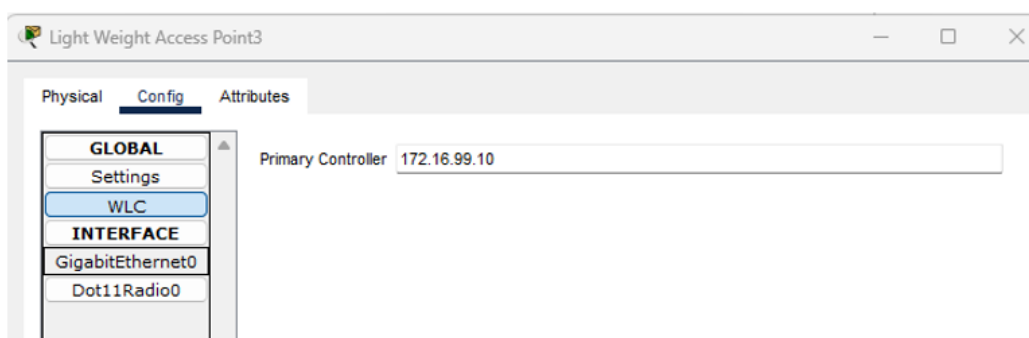 Light Weight Access Point3
Physical Config Attributes
GLOBAL
Settings
WLC
INTERFACE
GigabitEthernet0
Dot11Radio0
Primary Controller 172.16.99.10